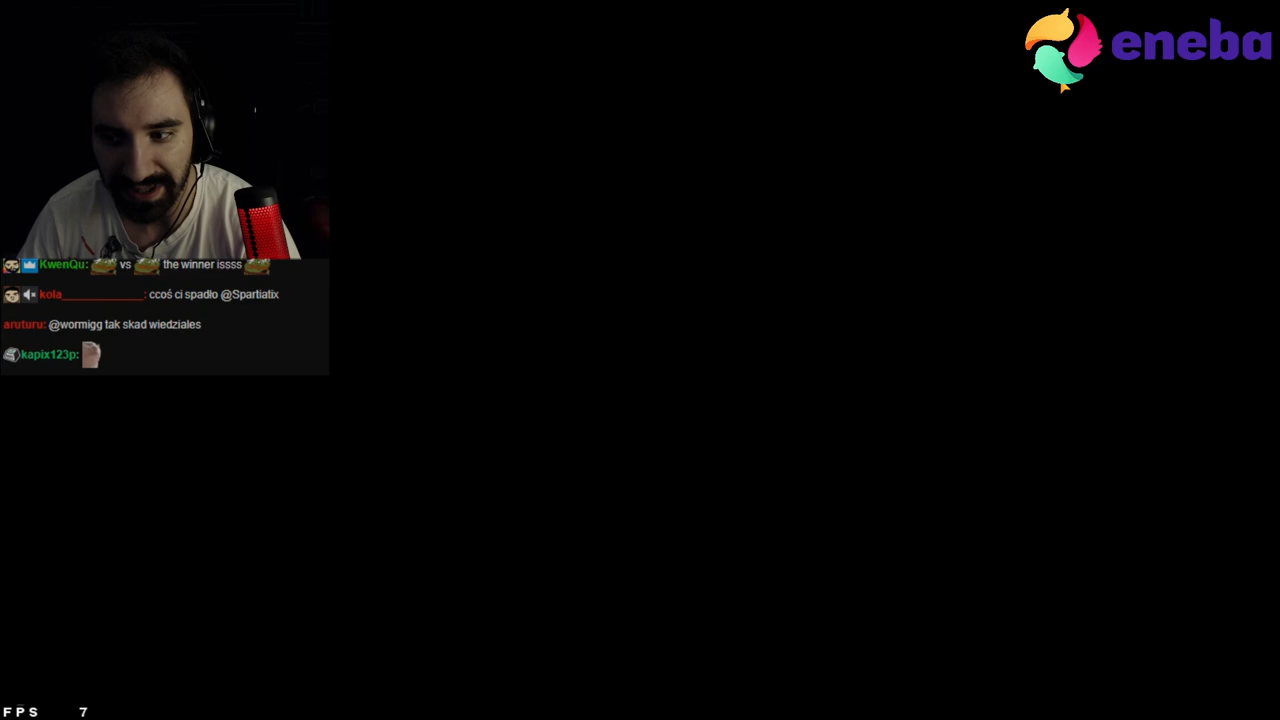 eneba
KwenQu: vs the winner issss
kola_______________: ccoś ci spadło @Spartiatix
aruturu: @wormigg tak skad wiedziales
kapix123p:
FPS 7